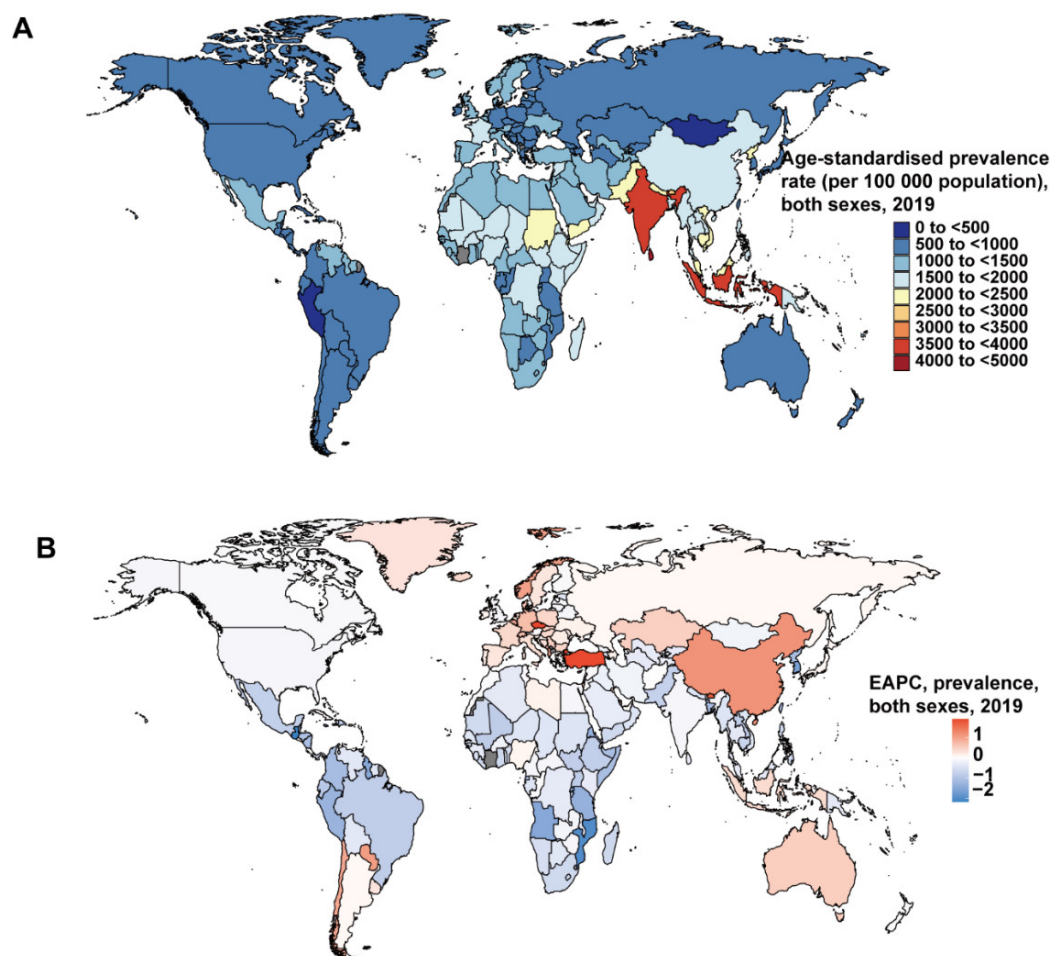 A
Age-standardised prevalence
rate (per 100 000 population),
both sexes, 2019
0 to <500
500 to <1000
1000 to <1500
1500 to <2000
2000 to <2500
2500 to <3000
3000 to <3500
3500 to <4000
4000 to <5000
B
EAPC, prevalence,
both sexes, 2019
1
0
−1
−2